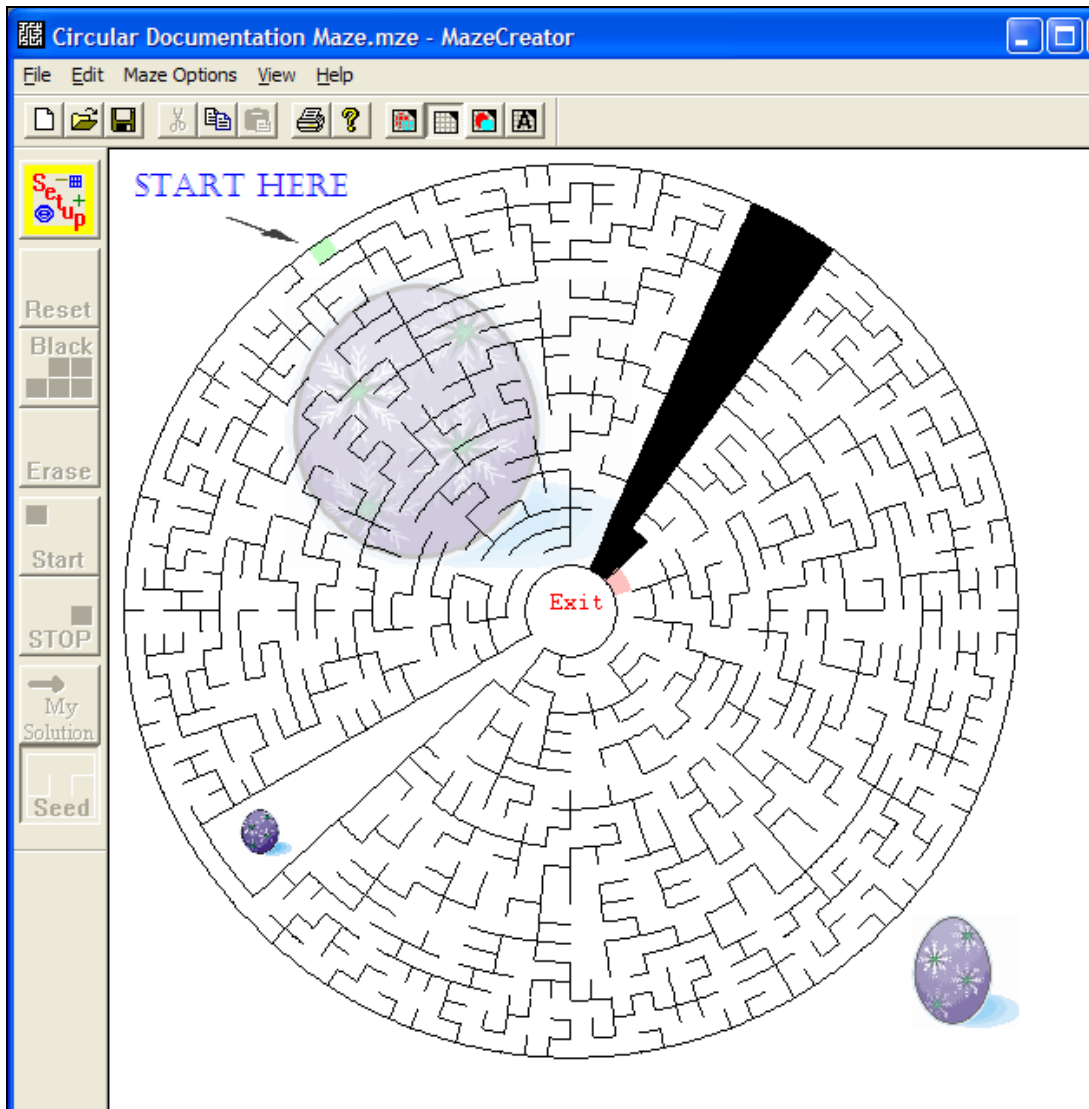 Circular Documentation Maze.mze - MazeCreator
File Edit Maze Options View Help
A
Setup
START HERE
Reset
Black
Erase
Start
STOP
My
Solution
Seed
Exit